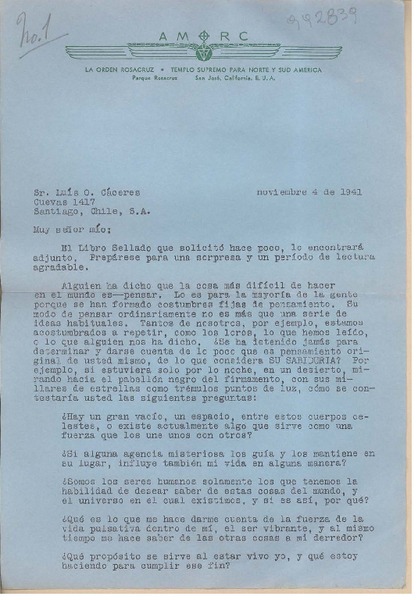 No. 1
992839
AMORC
LA ORDEN ROSACRUZ • TEMPLO SUPREMO PARA NORTE Y SUD AMERICA
Parque Rosacruz San José, California, E. U. A.
Sr. Luis O. Cáceres noviembre 4 de 1941
Cuevas 1417
Santiago, Chile, S.A.
Muy señor mío;
El Libro Sellado que solicitó hace poco, lo encontrará
adjunto, Prepárese para una sorpresa y un período de lectura
agradable.
Alguien ha dicho que la cosa más difícil de hacer
en el mundo es--pensar. Lo es para la mayoría de la gente
porque se han formado costumbres fijas de pensamiento. Su
modo de pensar ordinariamente no es más que una serie de
ideas habituales. Tantos de nosotros, por ejemplo, estamos
acostumbrados a repetir, como los loros, lo que hemos leído,
o lo que alguien nos ha dicho, ¿Se ha detenido jamás para
determinar y darse cuenta de lo poco que es pensamiento ori-
ginal de usted mismo, de lo que considera SU SABIDURIA? Por
ejemplo, si estuviera solo por la noche, en un desierto, mi-
rando hacia el pabellón negro del firmamento, con sus mi-
llares de estrellas como trémulos puntos de luz, cómo se con-
testaría usted las siguientes preguntas:
¿Hay un gran vacío, un espacio, entre estos cuerpos ce-
lestes, o existe actualmente algo que sirve como una
fuerza que los une unos con otros?
¿Si alguna agencia misteriosa los guía y los mantiene en
su lugar, influye también mi vida en alguna manera?
¿Somos los seres humanos solamente los que tenemos la
habilidad de desear saber de estas cosas del mundo, y
el universo en el cual existimos, y si es así, por qué?
¿Qué es lo que me hace darme cuenta de la fuerza de la
vida pulsativa dentro de mí, el ser vibrante, y al mismo
tiempo me hace saber de las otras cosas a mi derredor?
¿Qué propósito se sirve al estar vivo yo, y qué estoy
haciendo para cumplir ese fin?